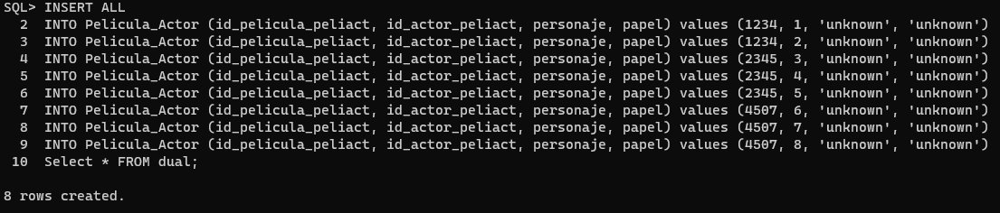 SQL> INSERT ALL
  2  INTO Pelicula_Actor (id_pelicula_peliact, id_actor_peliact, personaje, papel) values (1234, 1, 'unknown', 'unknown')
  3  INTO Pelicula_Actor (id_pelicula_peliact, id_actor_peliact, personaje, papel) values (1234, 2, 'unknown', 'unknown')
  4  INTO Pelicula_Actor (id_pelicula_peliact, id_actor_peliact, personaje, papel) values (2345, 3, 'unknown', 'unknown')
  5  INTO Pelicula_Actor (id_pelicula_peliact, id_actor_peliact, personaje, papel) values (2345, 4, 'unknown', 'unknown')
  6  INTO Pelicula_Actor (id_pelicula_peliact, id_actor_peliact, personaje, papel) values (2345, 5, 'unknown', 'unknown')
  7  INTO Pelicula_Actor (id_pelicula_peliact, id_actor_peliact, personaje, papel) values (4507, 6, 'unknown', 'unknown')
  8  INTO Pelicula_Actor (id_pelicula_peliact, id_actor_peliact, personaje, papel) values (4507, 7, 'unknown', 'unknown')
  9  INTO Pelicula_Actor (id_pelicula_peliact, id_actor_peliact, personaje, papel) values (4507, 8, 'unknown', 'unknown')
 10  Select * FROM dual;
8 rows created.